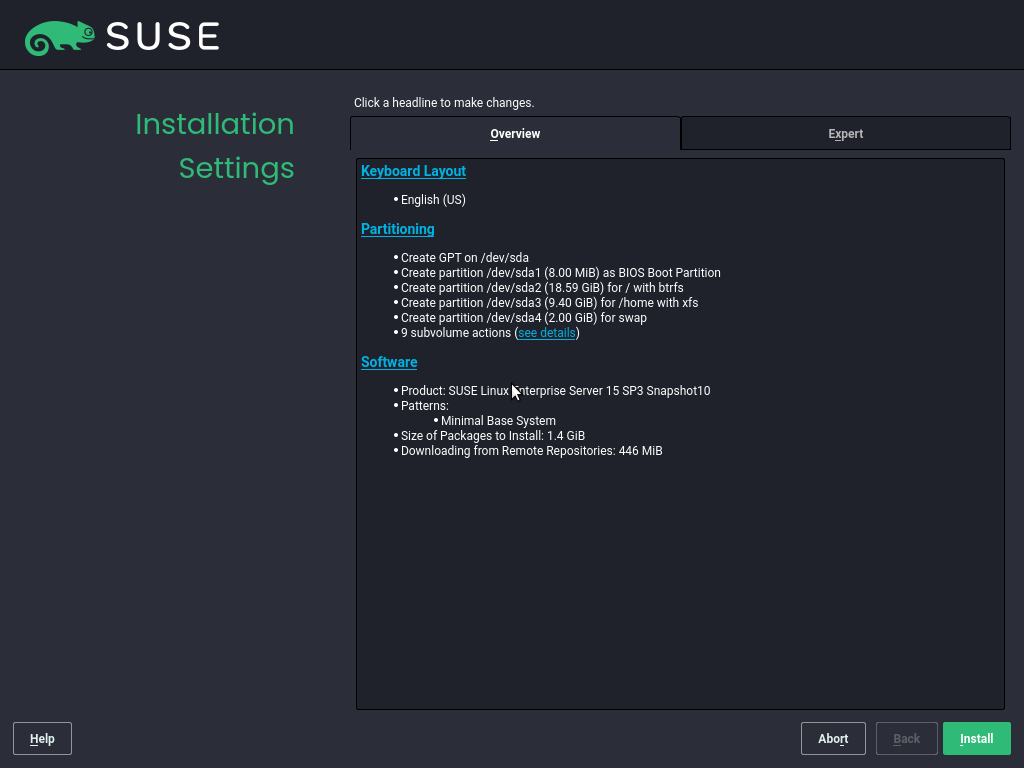 SUSE
Installation
Settings
Click a headline to make changes.
Overview
Expert
Keyboard Layout
• English (US)
Partitioning
• Create GPT on /dev/sda
• Create partition /dev/sda1 (8.00 MiB) as BIOS Boot Partition
• Create partition /dev/sda2 (18.59 GiB) for / with btrfs
• Create partition /dev/sda3 (9.40 GiB) for /home with xfs
• Create partition /dev/sda4 (2.00 GiB) for swap
• 9 subvolume actions (see details)
Software
• Product: SUSE Linux Enterprise Server 15 SP3 Snapshot10
• Patterns:
• Minimal Base System
• Size of Packages to Install: 1.4 GiB
• Downloading from Remote Repositories: 446 MiB
Help
Abort
Back
Install